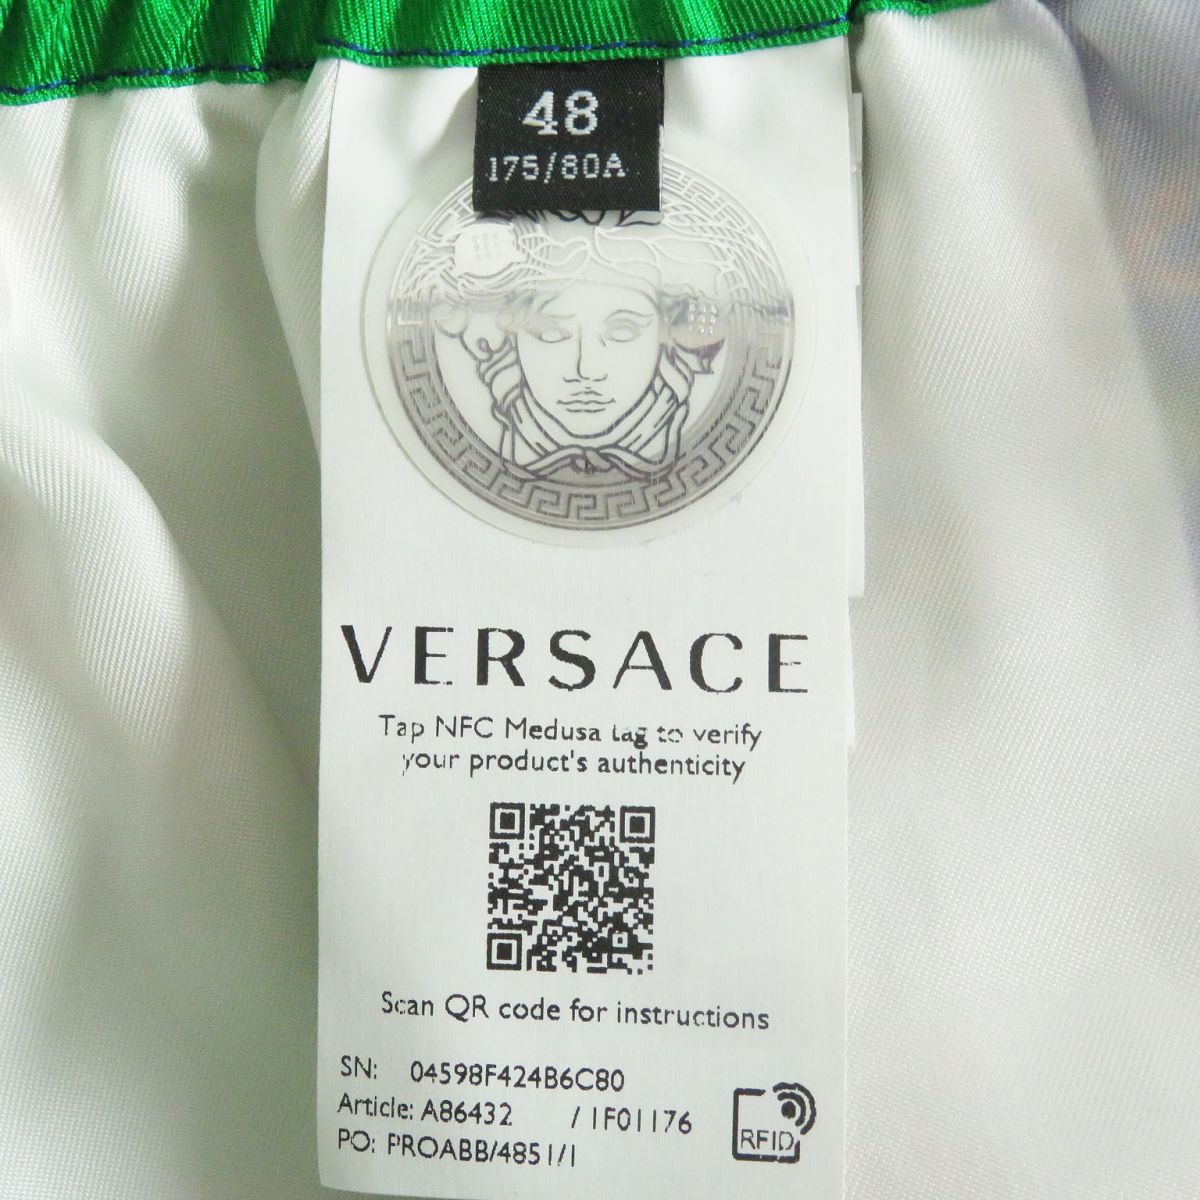 48
175/80A
VERSACE
Tap NFC Medusa tag to verify
your product's authenticity
Scan QR code for instructions
SN: 04598F424B6C80
Article: A86432 / 1F01176
PO: PROABB/4851/1
RFID